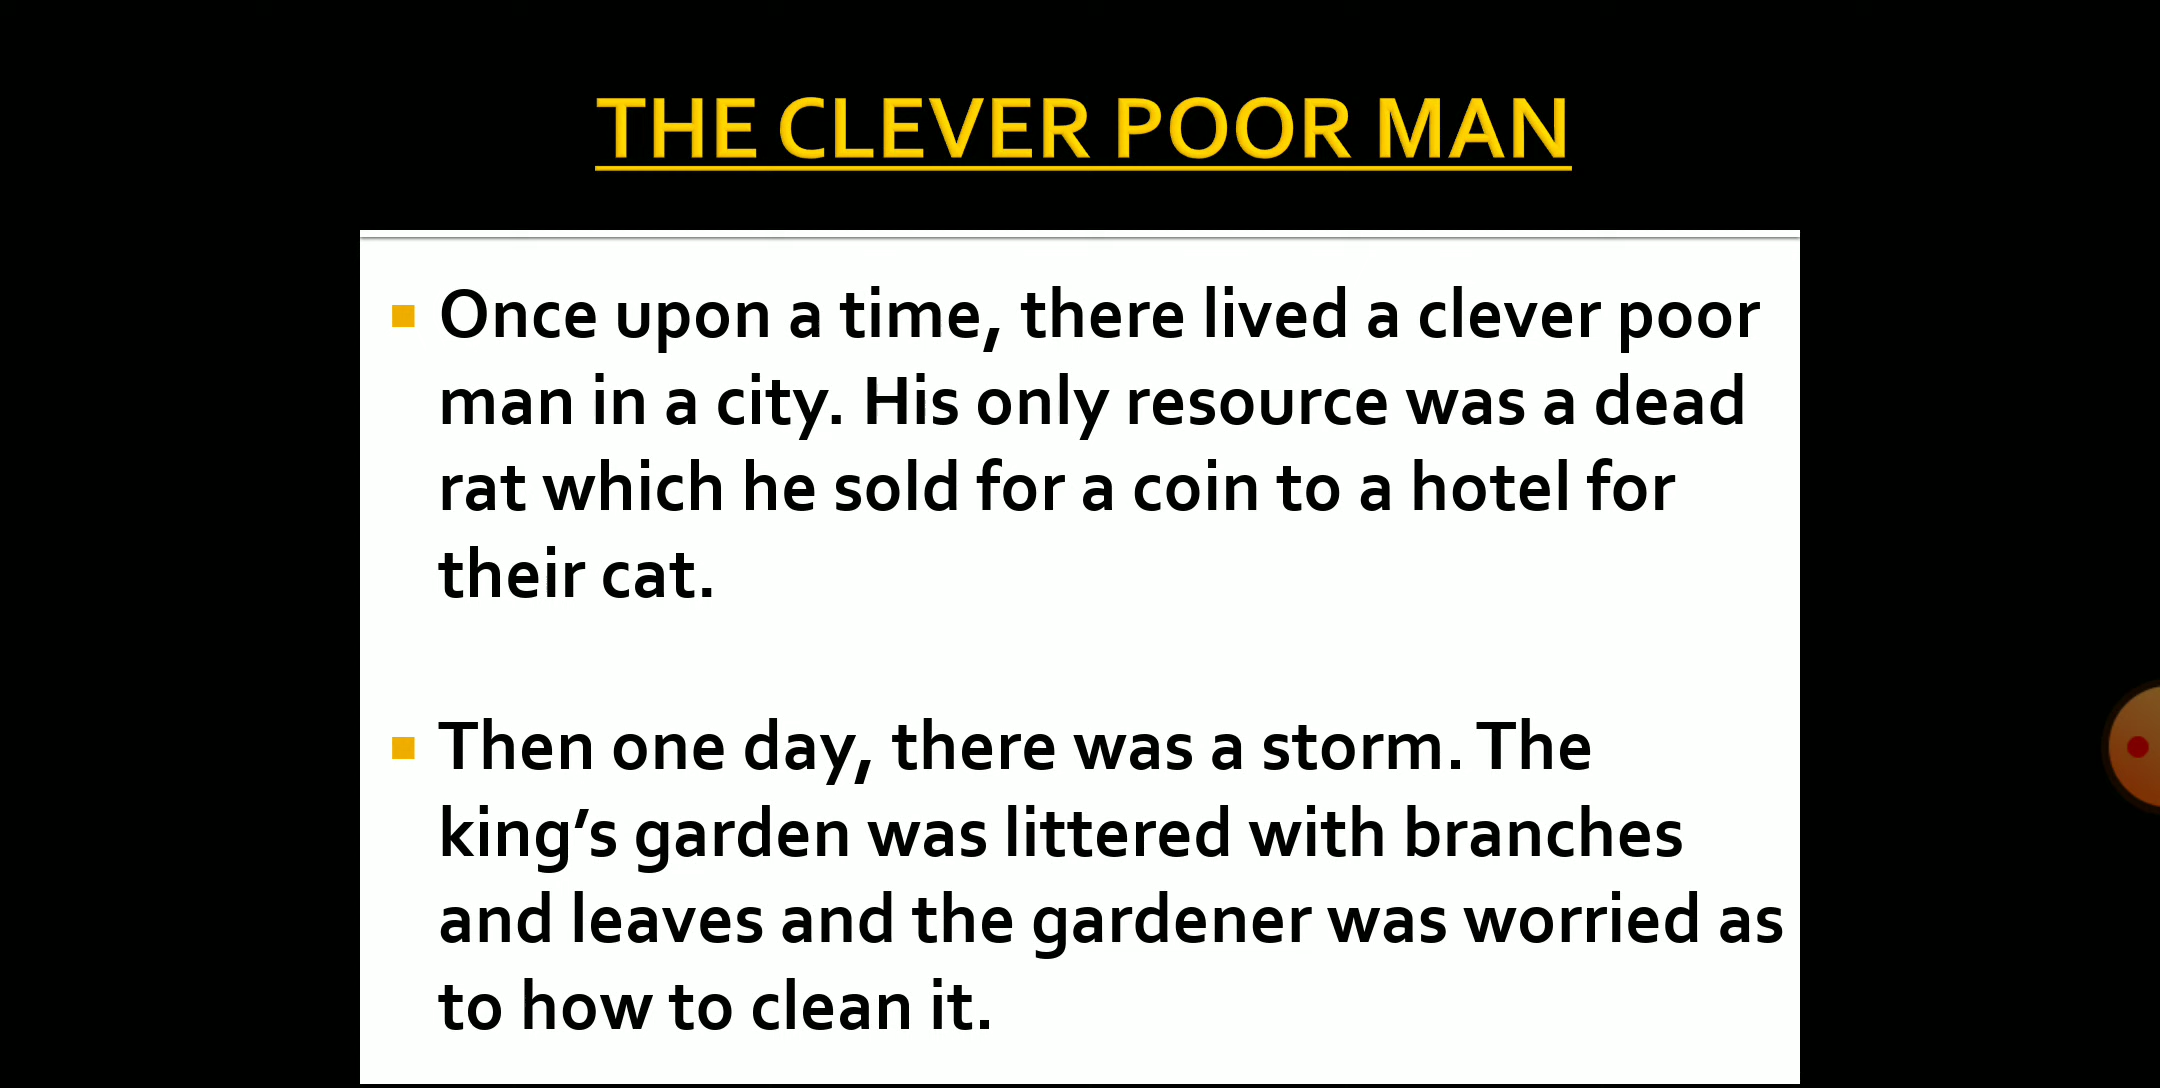 THE CLEVER POOR MAN
Once upon a time, there lived a clever poor
man in a city. His only resource was a dead
rat which he sold for a coin to a hotel for
their cat.
Then one day, there was a storm. The
king’s garden was littered with branches
and leaves and the gardener was worried as
to how to clean it.